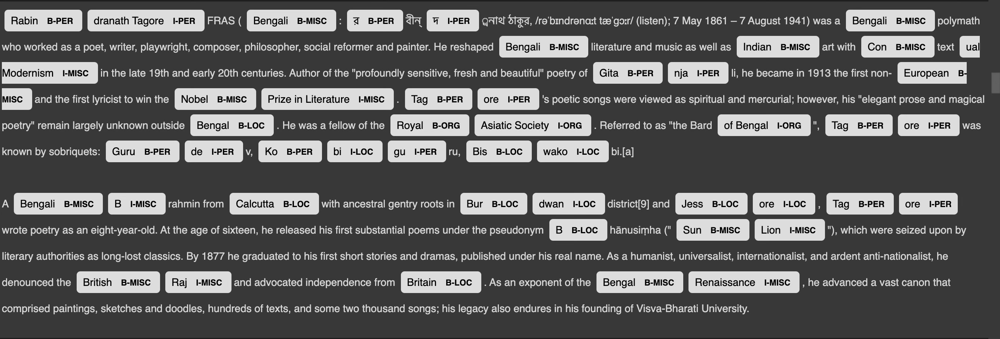 Rabin B-PER dranath Tagore I-PER FRAS ( Bengali B-MISC : র B-PER বীন্ দ I-PER ্রনাথ ঠাকুর, /rəˈbɪndrənɑːt tæˈɡɔːr/ (listen); 7 May 1861 – 7 August 1941) was a Bengali B-MISC polymath
who worked as a poet, writer, playwright, composer, philosopher, social reformer and painter. He reshaped Bengali B-MISC literature and music as well as Indian B-MISC art with Con B-MISC text ual
Modernism I-MISC in the late 19th and early 20th centuries. Author of the "profoundly sensitive, fresh and beautiful" poetry of Gita B-PER nja I-PER li, he became in 1913 the first non- European B-
MISC and the first lyricist to win the Nobel B-MISC Prize in Literature I-MISC . Tag B-PER ore I-PER 's poetic songs were viewed as spiritual and mercurial; however, his "elegant prose and magical
poetry" remain largely unknown outside Bengal B-LOC . He was a fellow of the Royal B-ORG Asiatic Society I-ORG . Referred to as "the Bard of Bengal I-ORG ", Tag B-PER ore I-PER was
known by sobriquets: Guru B-PER de I-PER v, Ko B-PER bi I-LOC gu I-PER ru, Bis B-LOC wako I-LOC bi.[a]
A Bengali B-MISC B I-MISC rahmin from Calcutta B-LOC with ancestral gentry roots in Bur B-LOC dwan I-LOC district[9] and Jess B-LOC ore I-LOC , Tag B-PER ore I-PER
wrote poetry as an eight-year-old. At the age of sixteen, he released his first substantial poems under the pseudonym B B-LOC hānusiṃha (" Sun B-MISC Lion I-MISC "), which were seized upon by
literary authorities as long-lost classics. By 1877 he graduated to his first short stories and dramas, published under his real name. As a humanist, universalist, internationalist, and ardent anti-nationalist, he
denounced the British B-MISC Raj I-MISC and advocated independence from Britain B-LOC . As an exponent of the Bengal B-MISC Renaissance I-MISC , he advanced a vast canon that
comprised paintings, sketches and doodles, hundreds of texts, and some two thousand songs; his legacy also endures in his founding of Visva-Bharati University.